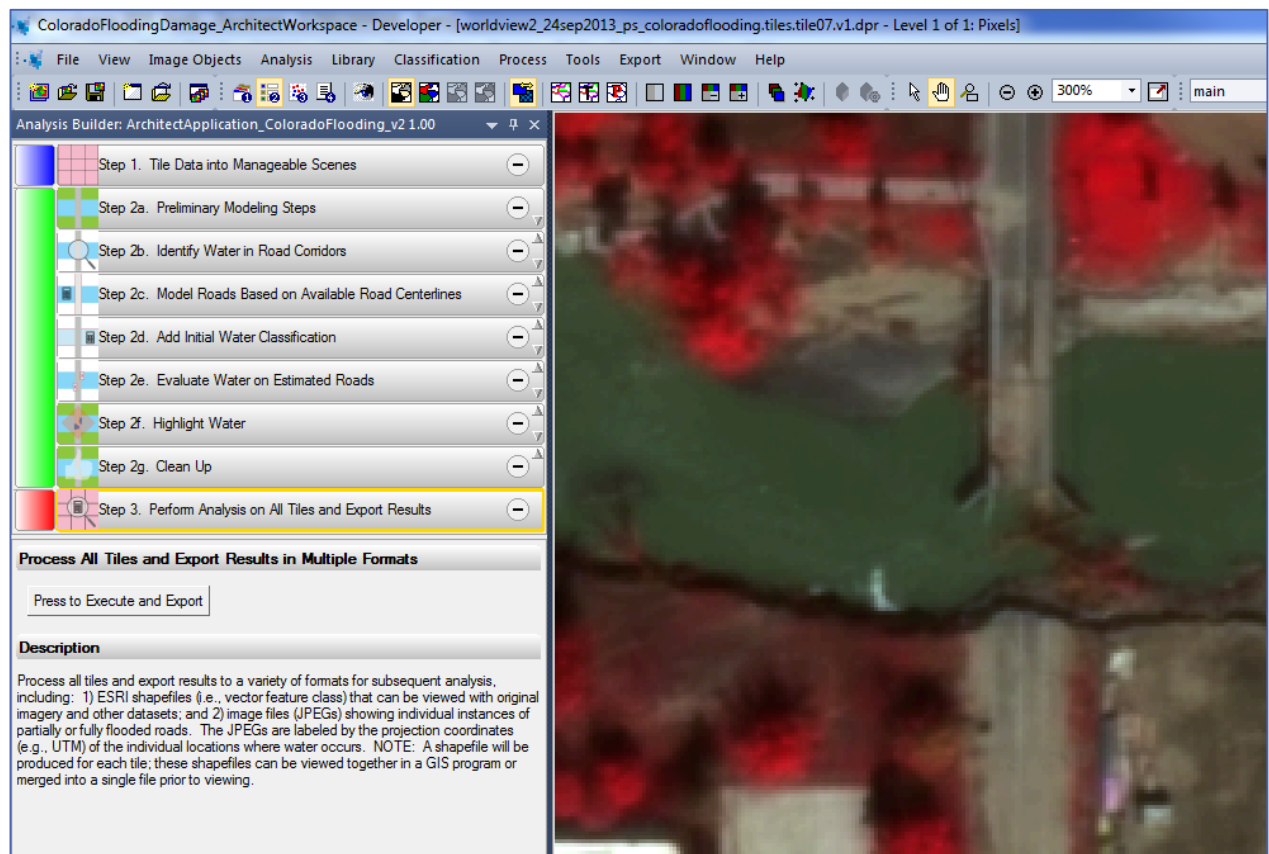 ColoradoFloodingDamage_ArchitectWorkspace - Developer - [worldview2_24sep2013_ps_coloradoflooding.tiles.tile07.v1.dpr - Level 1 of 1: Pixels]
File View Image Objects Analysis Library Classification Process Tools Export Window Help
300% main
Analysis Builder: ArchitectApplication_ColoradoFlooding_v2 1.00
Step 1. Tile Data into Manageable Scenes
Step 2a. Preliminary Modeling Steps
Step 2b. Identify Water in Road Corridors
Step 2c. Model Roads Based on Available Road Centerlines
Step 2d. Add Initial Water Classification
Step 2e. Evaluate Water on Estimated Roads
Step 2f. Highlight Water
Step 2g. Clean Up
Step 3. Perform Analysis on All Tiles and Export Results
Process All Tiles and Export Results in Multiple Formats
Press to Execute and Export
Description
Process all tiles and export results to a variety of formats for subsequent analysis,
including: 1) ESRI shapefiles (i.e., vector feature class) that can be viewed with original
imagery and other datasets; and 2) image files (JPEGs) showing individual instances of
partially or fully flooded roads. The JPEGs are labeled by the projection coordinates
(e.g., UTM) of the individual locations where water occurs. NOTE: A shapefile will be
produced for each tile; these shapefiles can be viewed together in a GIS program or
merged into a single file prior to viewing.